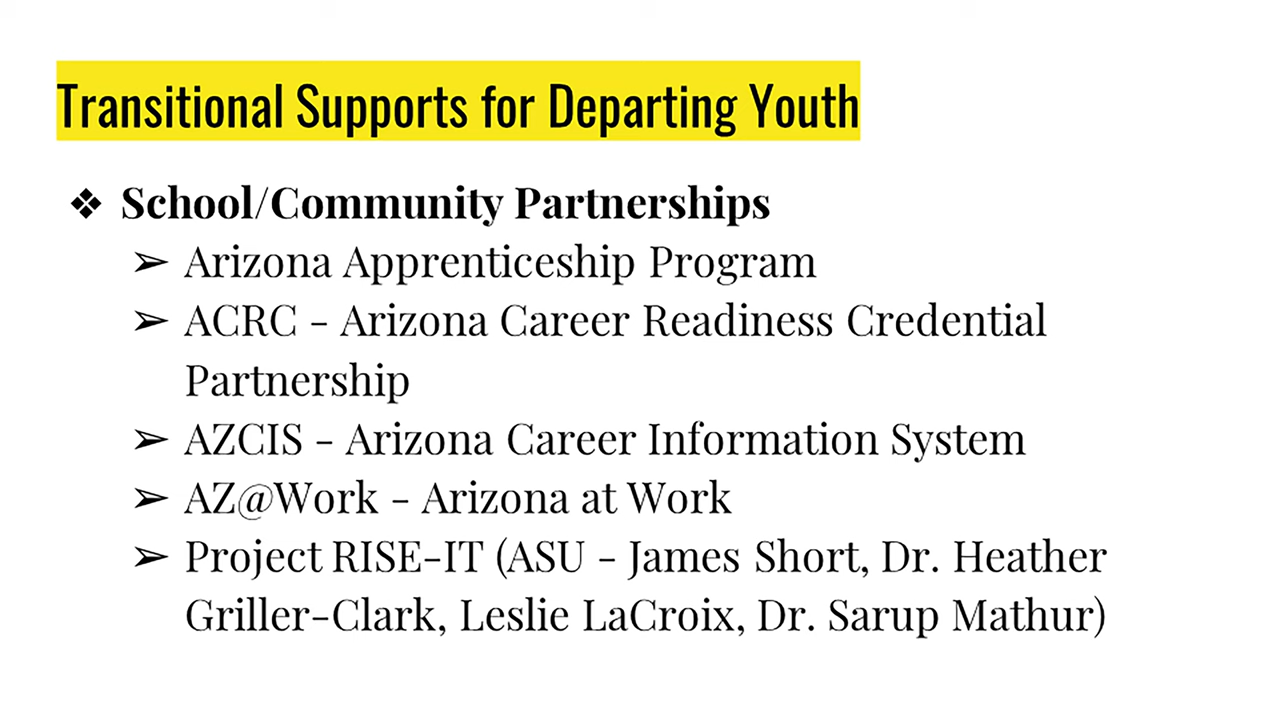 Transitional Supports for Departing Youth
❖ School/Community Partnerships
➢ Arizona Apprenticeship Program
➢ ACRC - Arizona Career Readiness Credential
Partnership
➢ AZCIS - Arizona Career Information System
➢ AZ@Work - Arizona at Work
➢ Project RISE-IT (ASU - James Short, Dr. Heather
Griller-Clark, Leslie LaCroix, Dr. Sarup Mathur)